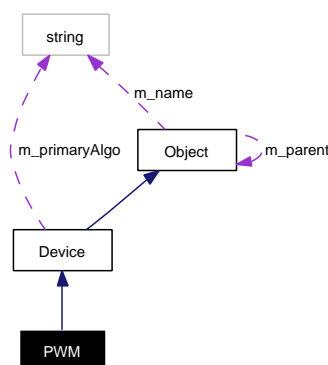 string
m_name
m_primaryAlgo
Object
m_parent
Device
PWM